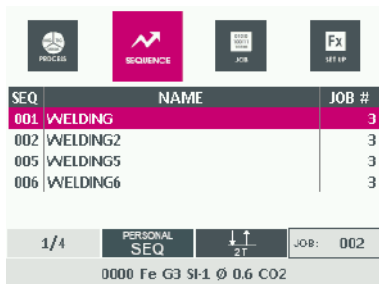 PROCESS SEQUENCE JOB Fx SET UP
SEQ NAME JOB #
001 WELDING 3
002 WELDING2 3
005 WELDING5 3
006 WELDING6 3
1/4 PERSONAL SEQ 2T JOB: 002
0000 Fe G3 SI-1 Ø 0.6 CO2